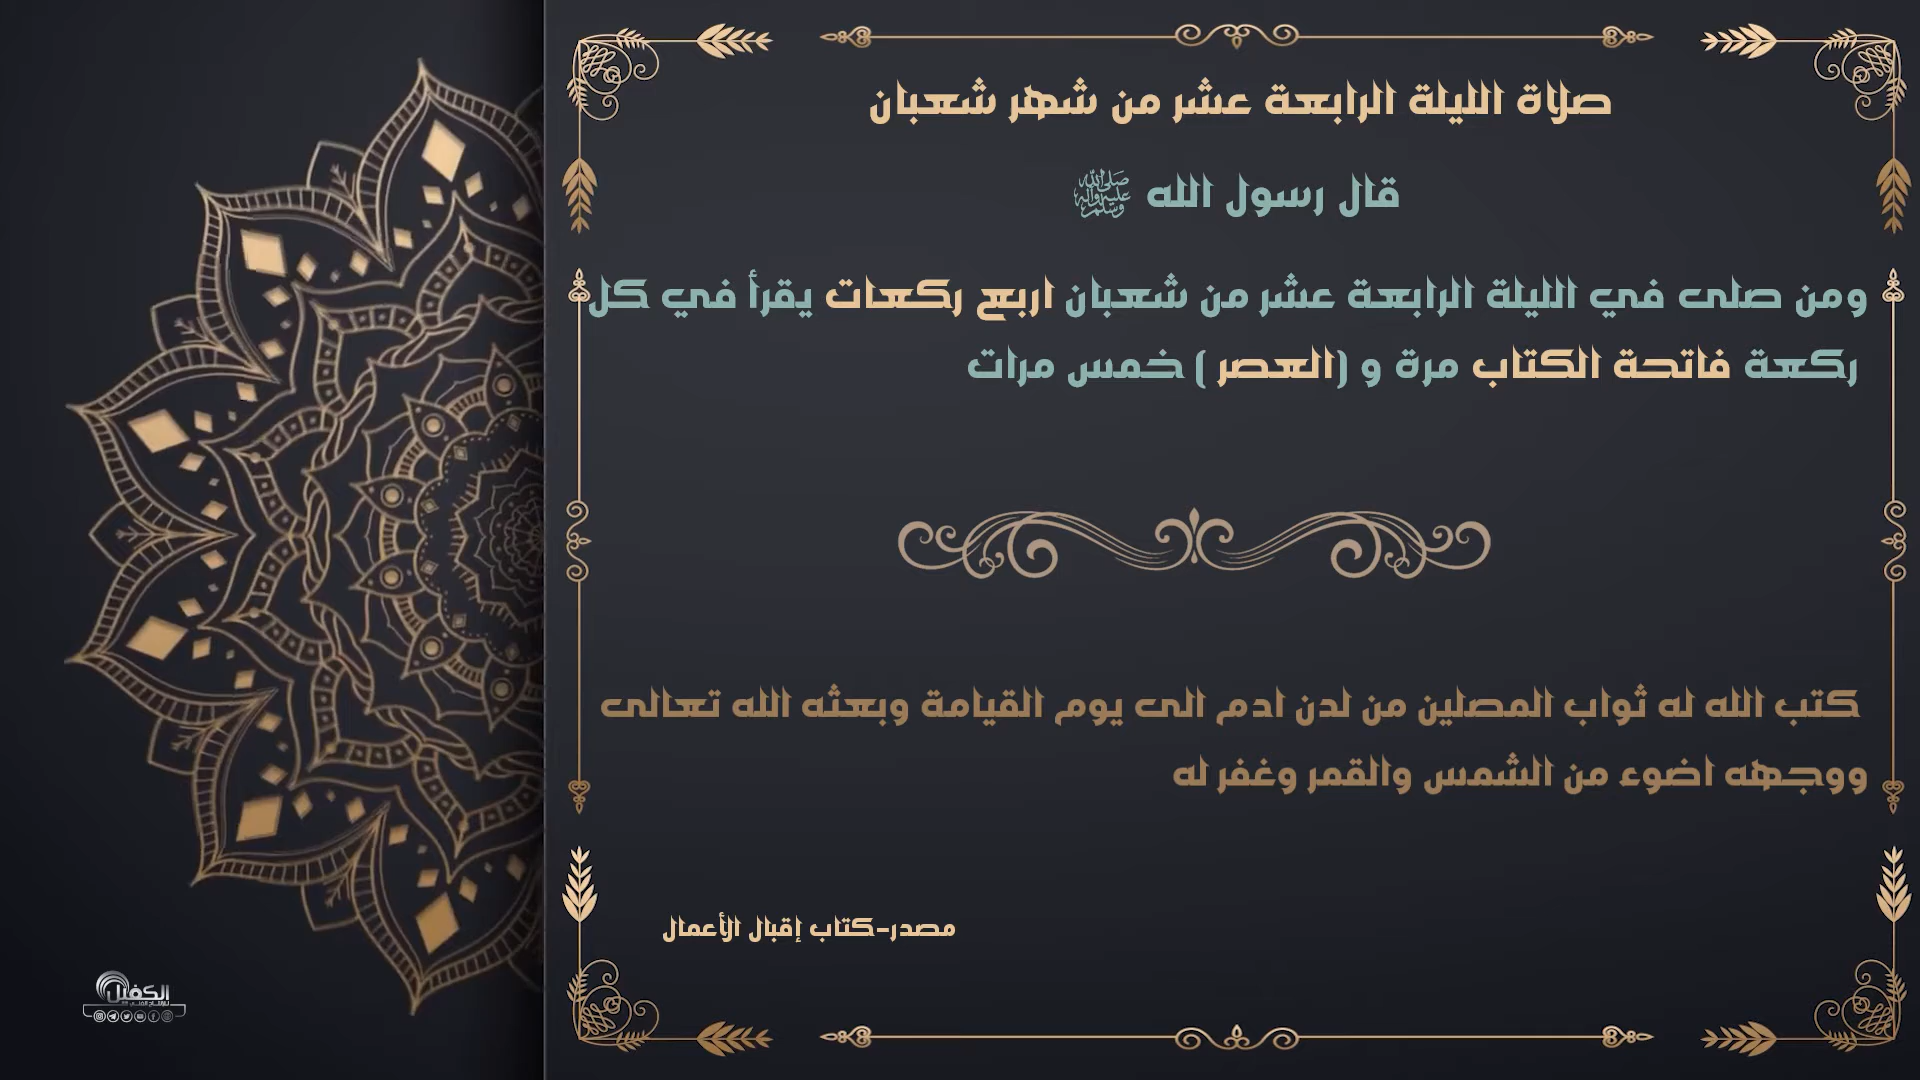 صلاة الليلة الرابعة عشر من شهر شعبان
قال رسول الله ﷺ
ومن صلى في الليلة الرابعة عشر من شعبان اربع ركعات يقرأ في كل
ركعة فاتحة الكتاب مرة و (العصر ) خمس مرات
كتب الله له ثواب المصلين من لدن ادم الى يوم القيامة وبعثه الله تعالى
ووجهه اضوء من الشمس والقمر وغفر له
مصدر-كتاب إقبال الأعمال
الكفيل